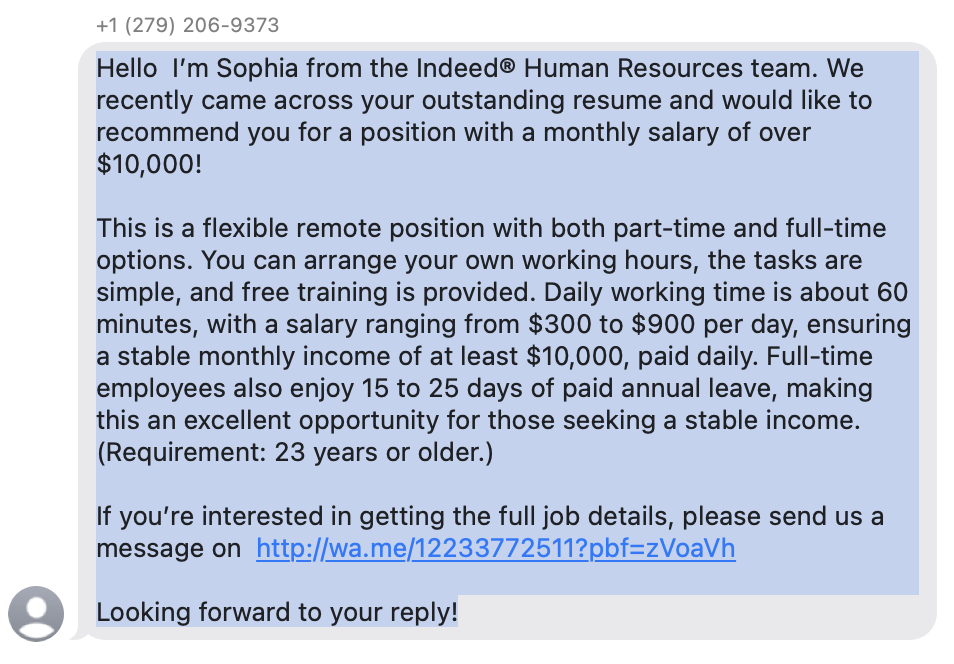 +1 (279) 206-9373
Hello  I’m Sophia from the Indeed® Human Resources team. We
recently came across your outstanding resume and would like to
recommend you for a position with a monthly salary of over
$10,000!
This is a flexible remote position with both part-time and full-time
options. You can arrange your own working hours, the tasks are
simple, and free training is provided. Daily working time is about 60
minutes, with a salary ranging from $300 to $900 per day, ensuring
a stable monthly income of at least $10,000, paid daily. Full-time
employees also enjoy 15 to 25 days of paid annual leave, making
this an excellent opportunity for those seeking a stable income.
(Requirement: 23 years or older.)
If you’re interested in getting the full job details, please send us a
message on  http://wa.me/12233772511?pbf=zVoaVh
Looking forward to your reply!